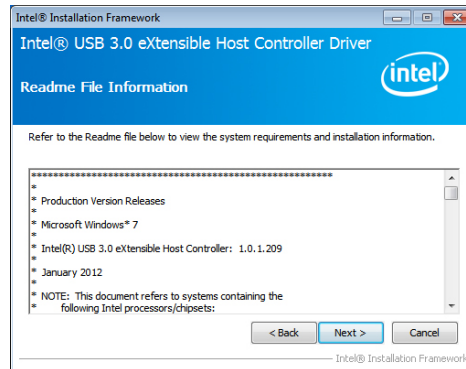 Intel® Installation Framework
Intel® USB 3.0 eXtensible Host Controller Driver
Readme File Information
(intel)
Refer to the Readme file below to view the system requirements and installation information.
*******************************************************
*
* Production Version Releases
*
* Microsoft Windows* 7
*
* Intel(R) USB 3.0 eXtensible Host Controller: 1.0.1.209
*
* January 2012
*
* NOTE: This document refers to systems containing the
* following Intel processors/chipsets:
< Back
Next >
Cancel
Intel® Installation Framework